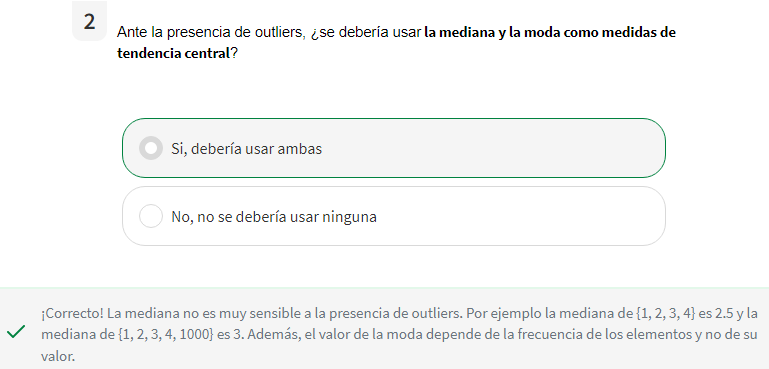 2
Ante la presencia de outliers, ¿se debería usar la mediana y la moda como medidas de
tendencia central?
Si, debería usar ambas
No, no se debería usar ninguna
¡Correcto! La mediana no es muy sensible a la presencia de outliers. Por ejemplo la mediana de {1, 2, 3, 4} es 2.5 y la
mediana de {1, 2, 3, 4, 1000} es 3. Además, el valor de la moda depende de la frecuencia de los elementos y no de su
valor.